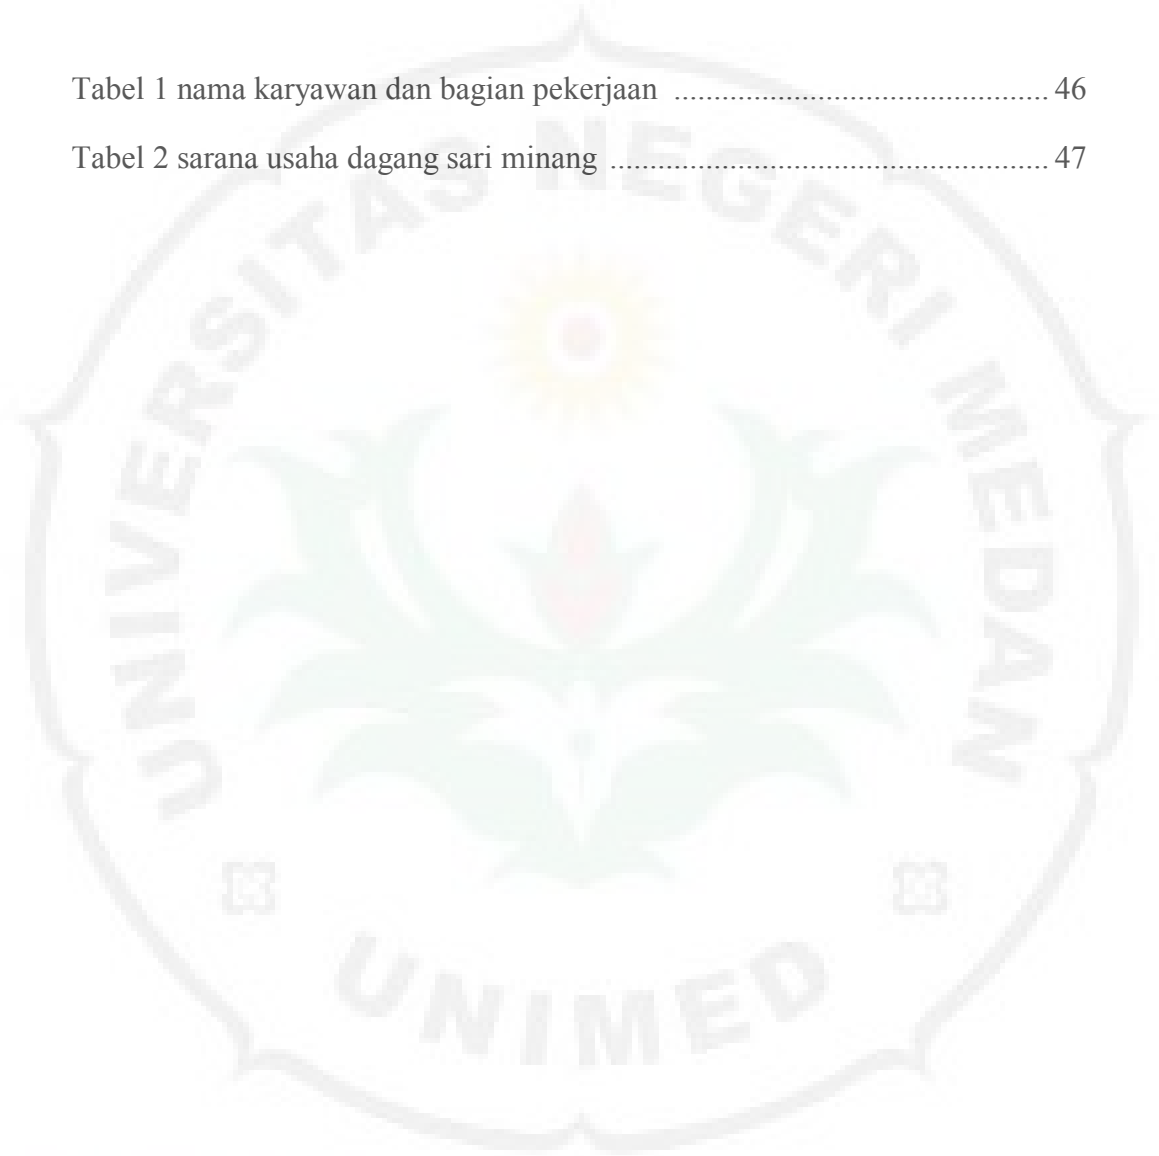 Tabel 1 nama karyawan dan bagian pekerjaan ............................................... 46
Tabel 2 sarana usaha dagang sari minang ....................................................... 47
UNIVERSITAS NEGERI MEDAN
UNIMED